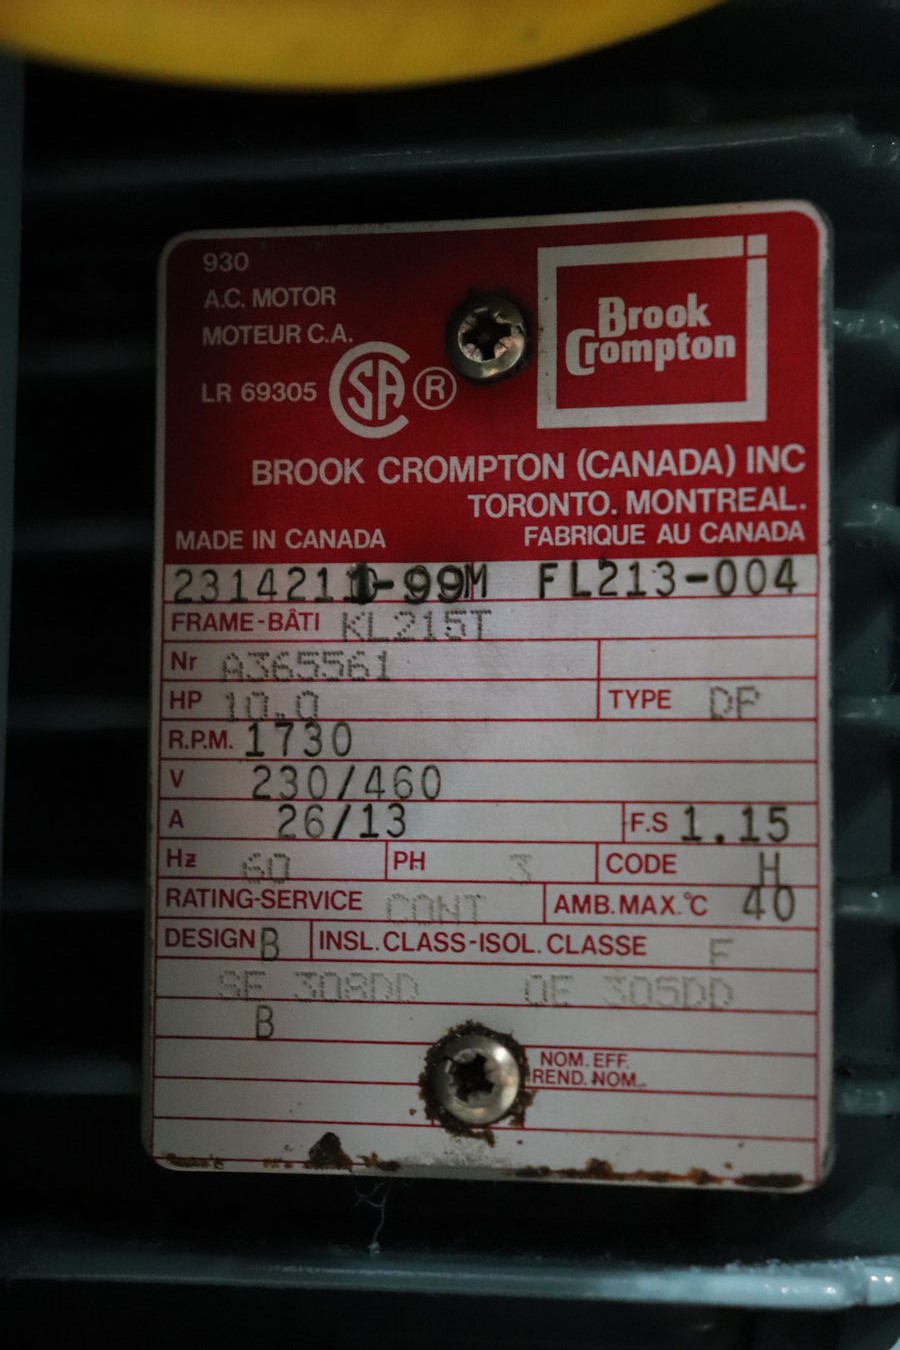 930
A.C. MOTOR
MOTEUR C.A.
LR 69305 SA ®
Brook
Crompton
BROOK CROMPTON (CANADA) INC
TORONTO. MONTREAL.
MADE IN CANADA FABRIQUE AU CANADA
FL213-004
FRAME-BÂTI KL215T
Nr A365561
HP 10.0 TYPE DP
R.P.M. 1730
V 230/460
A 26/13 F.S 1.15
Hz 60 PH 3 CODE H
RATING-SERVICE CONT AMB.MAX.°C 40
DESIGN B INSL.CLASS-ISOL.CLASSE F
SE 308DD OE 305DD
B
NOM. EFF.
REND. NOM.